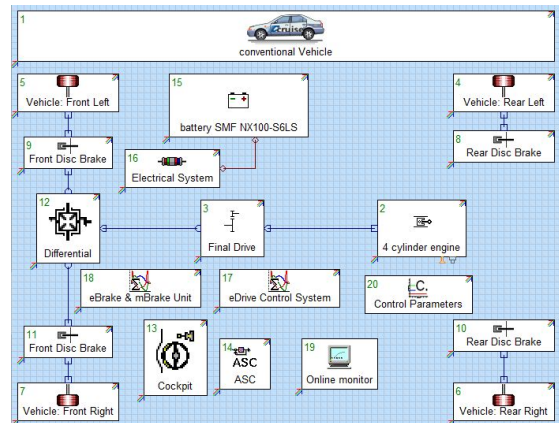 1
cruise
conventional Vehicle
5
Vehicle: Front Left
15
battery SMF NX100-S6LS
4
Vehicle: Rear Left
9
Front Disc Brake
16
Electrical System
8
Rear Disc Brake
12
Differential
3
Final Drive
2
4 cylinder engine
18
eBrake & mBrake Unit
17
eDrive Control System
20
C.
Control Parameters
11
Front Disc Brake
13
Cockpit
14
ASC
ASC
19
Online monitor
10
Rear Disc Brake
7
Vehicle: Front Right
6
Vehicle: Rear Right